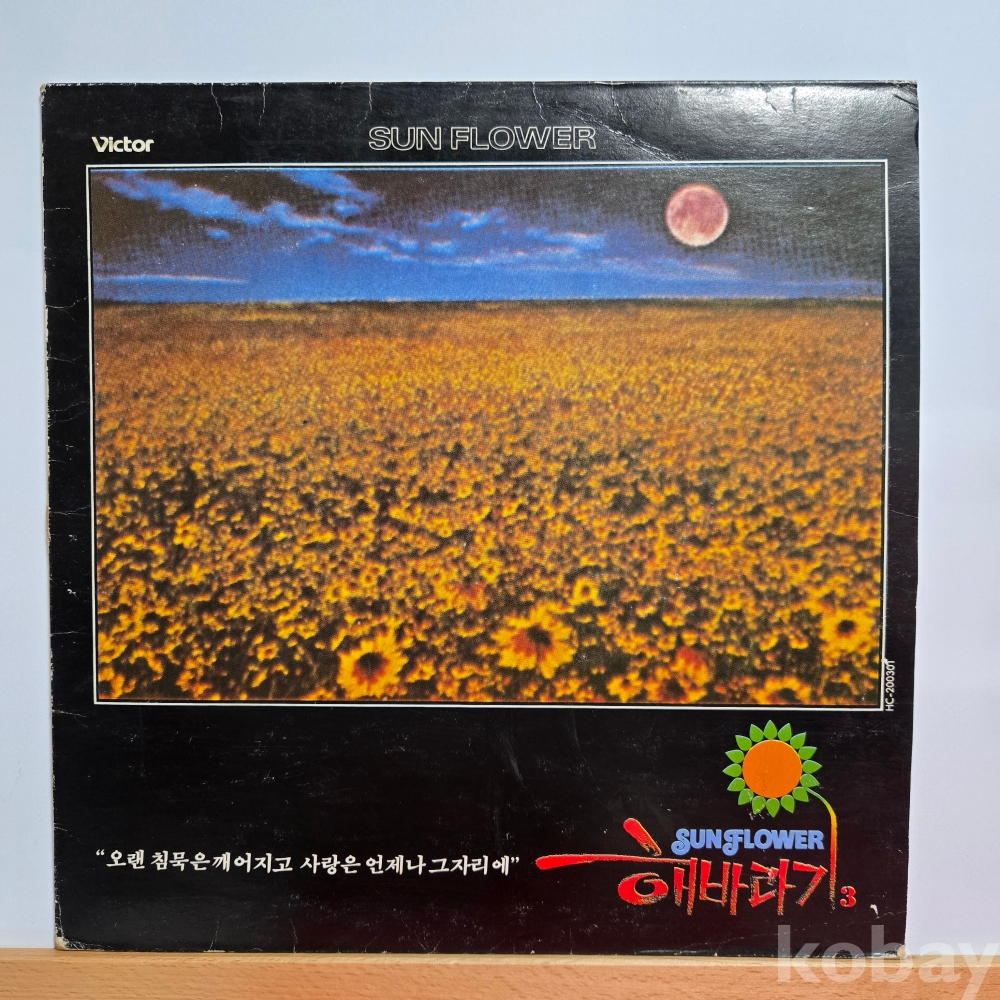 Victor
SUN FLOWER
HC-200301
SUNFLOWER
"오랜 침묵은 깨어지고 사랑은 언제나 그자리에"
해바라기 3
kobay